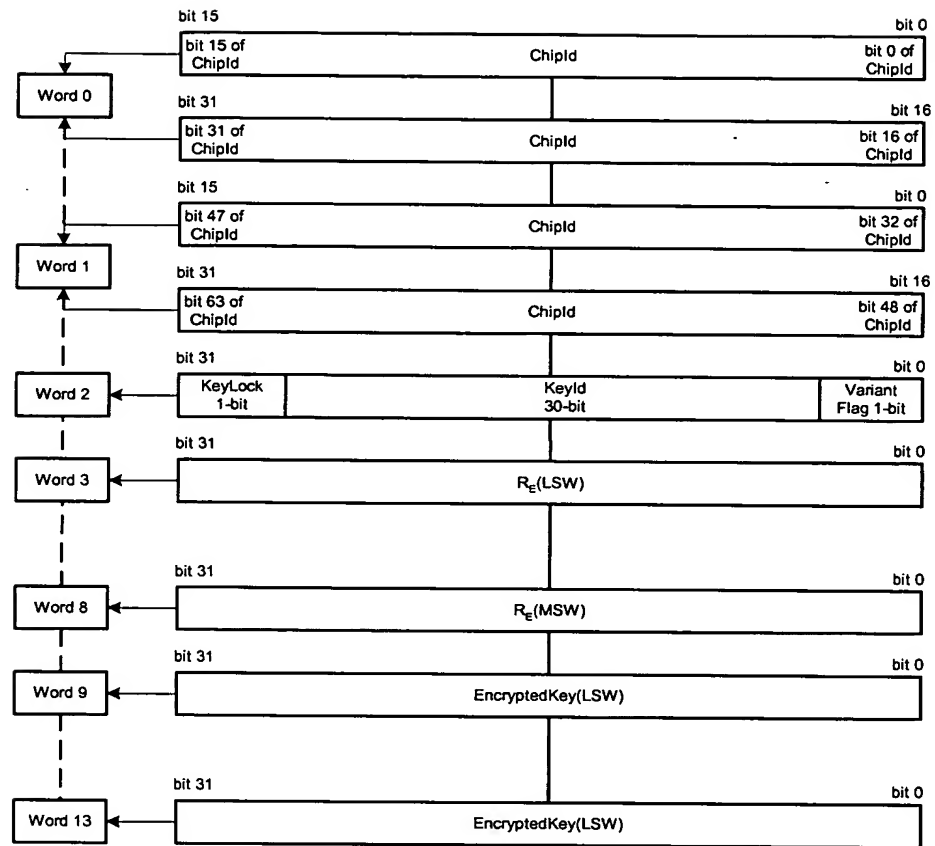 bit 15
bit 0
bit 15 of
ChipId
ChipId
bit 0 of
ChipId
Word 0
bit 31
bit 16
bit 31 of
ChipId
ChipId
bit 16 of
ChipId
bit 15
bit 0
bit 47 of
ChipId
ChipId
bit 32 of
ChipId
Word 1
bit 31
bit 16
bit 63 of
ChipId
ChipId
bit 48 of
ChipId
bit 31
bit 0
Word 2
KeyLock
1-bit
KeyId
30-bit
Variant
Flag 1-bit
bit 31
bit 0
Word 3
RE(LSW)
bit 31
bit 0
Word 8
RE(MSW)
bit 31
bit 0
Word 9
EncryptedKey(LSW)
bit 31
bit 0
Word 13
EncryptedKey(LSW)